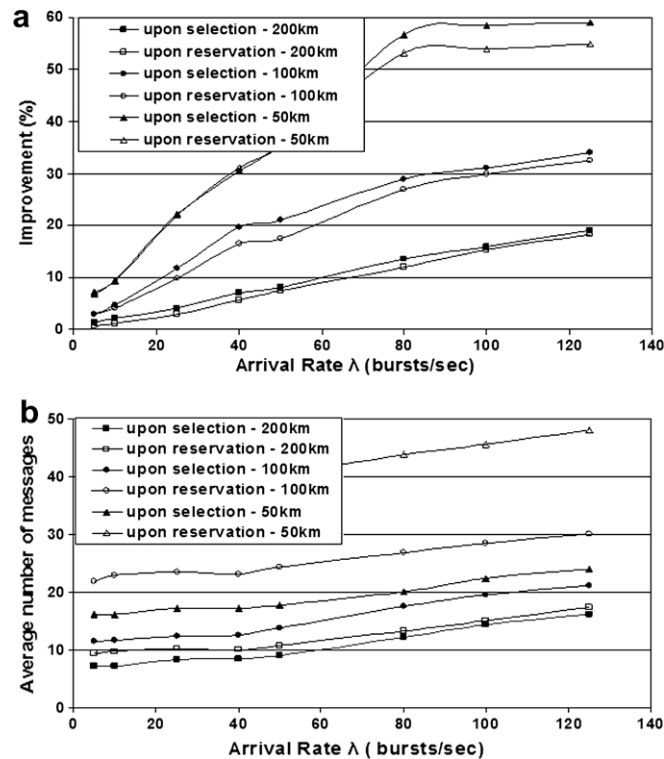 a
60
50
40
30
20
10
0
Improvement (%)
upon selection - 200km
upon reservation - 200km
upon selection - 100km
upon reservation - 100km
upon selection - 50km
upon reservation - 50km
0 20 40 60 80 100 120 140
Arrival Rate λ (bursts/sec)
b
50
40
30
20
10
0
Average number of messages
upon selection - 200km
upon reservation - 200km
upon selection - 100km
upon reservation - 100km
upon selection - 50km
upon reservation - 50km
0 20 40 60 80 100 120 140
Arrival Rate λ ( bursts/sec)